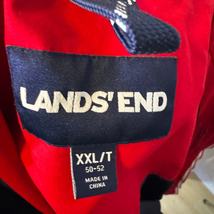 LANDS' END
XXL/T
50-52
MADE IN
CHINA